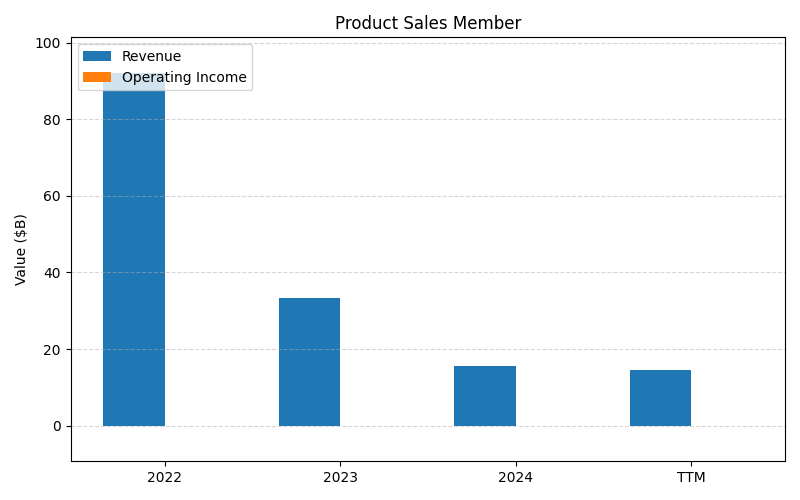 Product Sales Member
Revenue
Operating Income
Value ($B)
100
80
60
40
20
0
2022 2023 2024 TTM